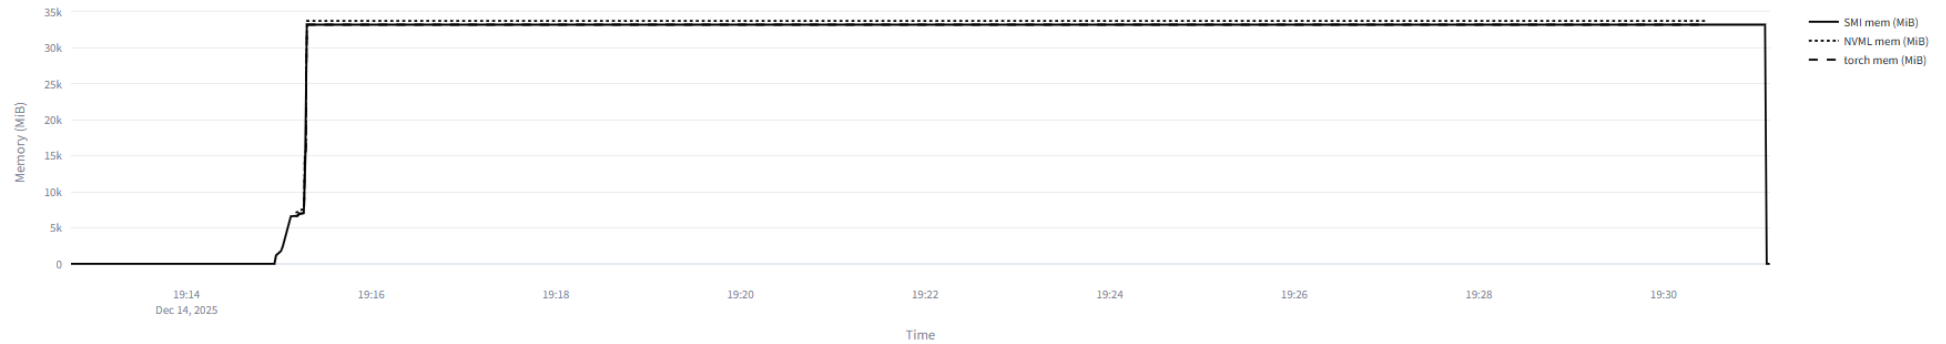 35k
30k
25k
20k
15k
10k
5k
0
Memory (MiB)
19:14
Dec 14, 2025
19:16
19:18
19:20
19:22
19:24
19:26
19:28
19:30
Time
SMI mem (MiB)
NVML mem (MiB)
torch mem (MiB)